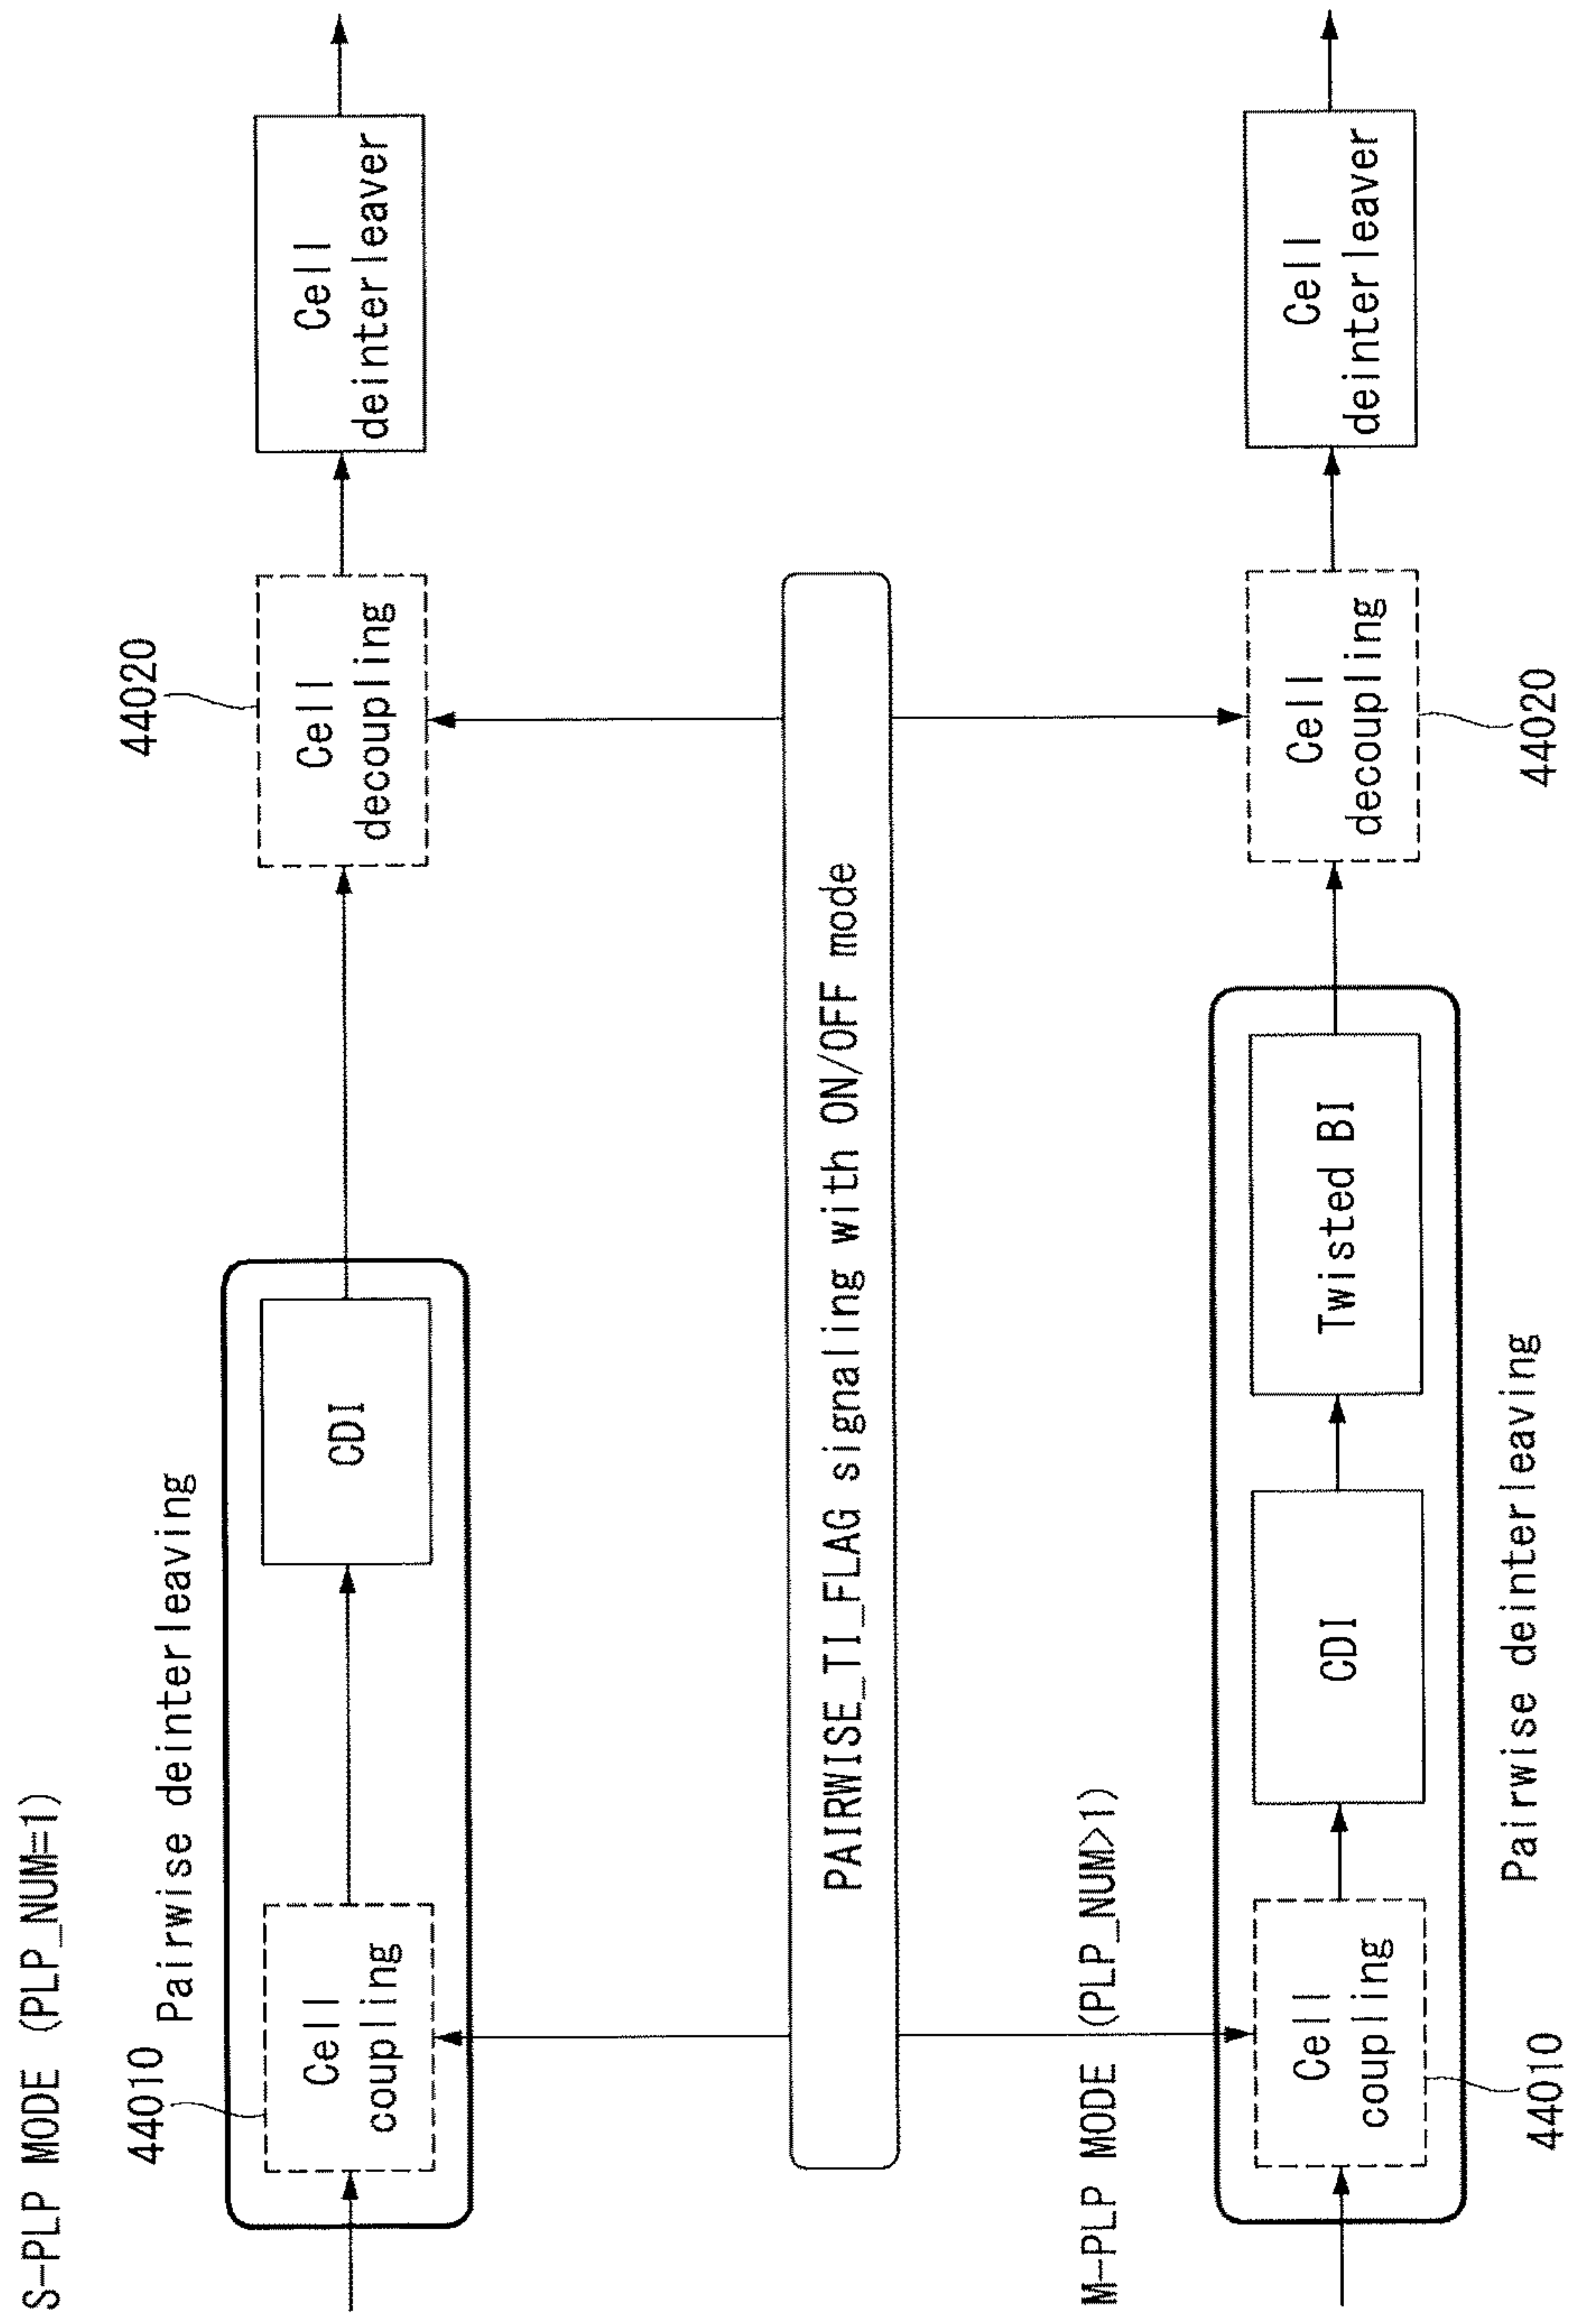 S-PLP MODE (PLP_NUM=1)
Pairwise deinterleaving
44010
Cell
coupling
CDI
44020
Cell
decoupling
Cell
deinterleaver
PAIRWISE_TI_FLAG signaling with ON/OFF mode
M-PLP MODE (PLP_NUM>1)
Cell
coupling
44010
CDI
Twisted BI
Pairwise deinterleaving
Cell
decoupling
44020
Cell
deinterleaver